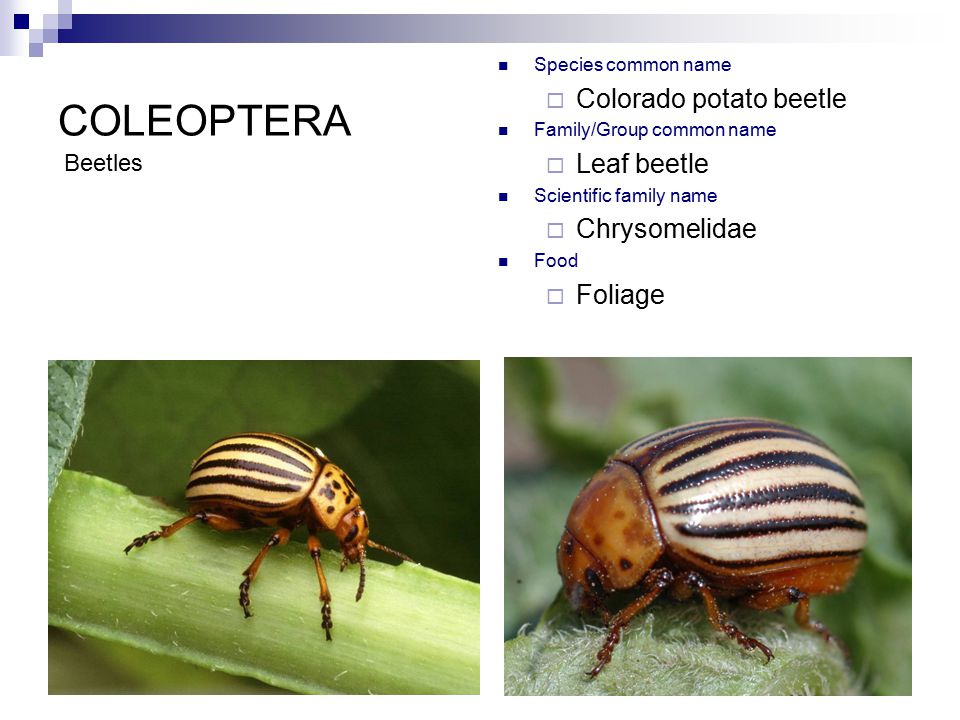 COLEOPTERA
Beetles
Species common name
Colorado potato beetle
Family/Group common name
Leaf beetle
Scientific family name
Chrysomelidae
Food
Foliage